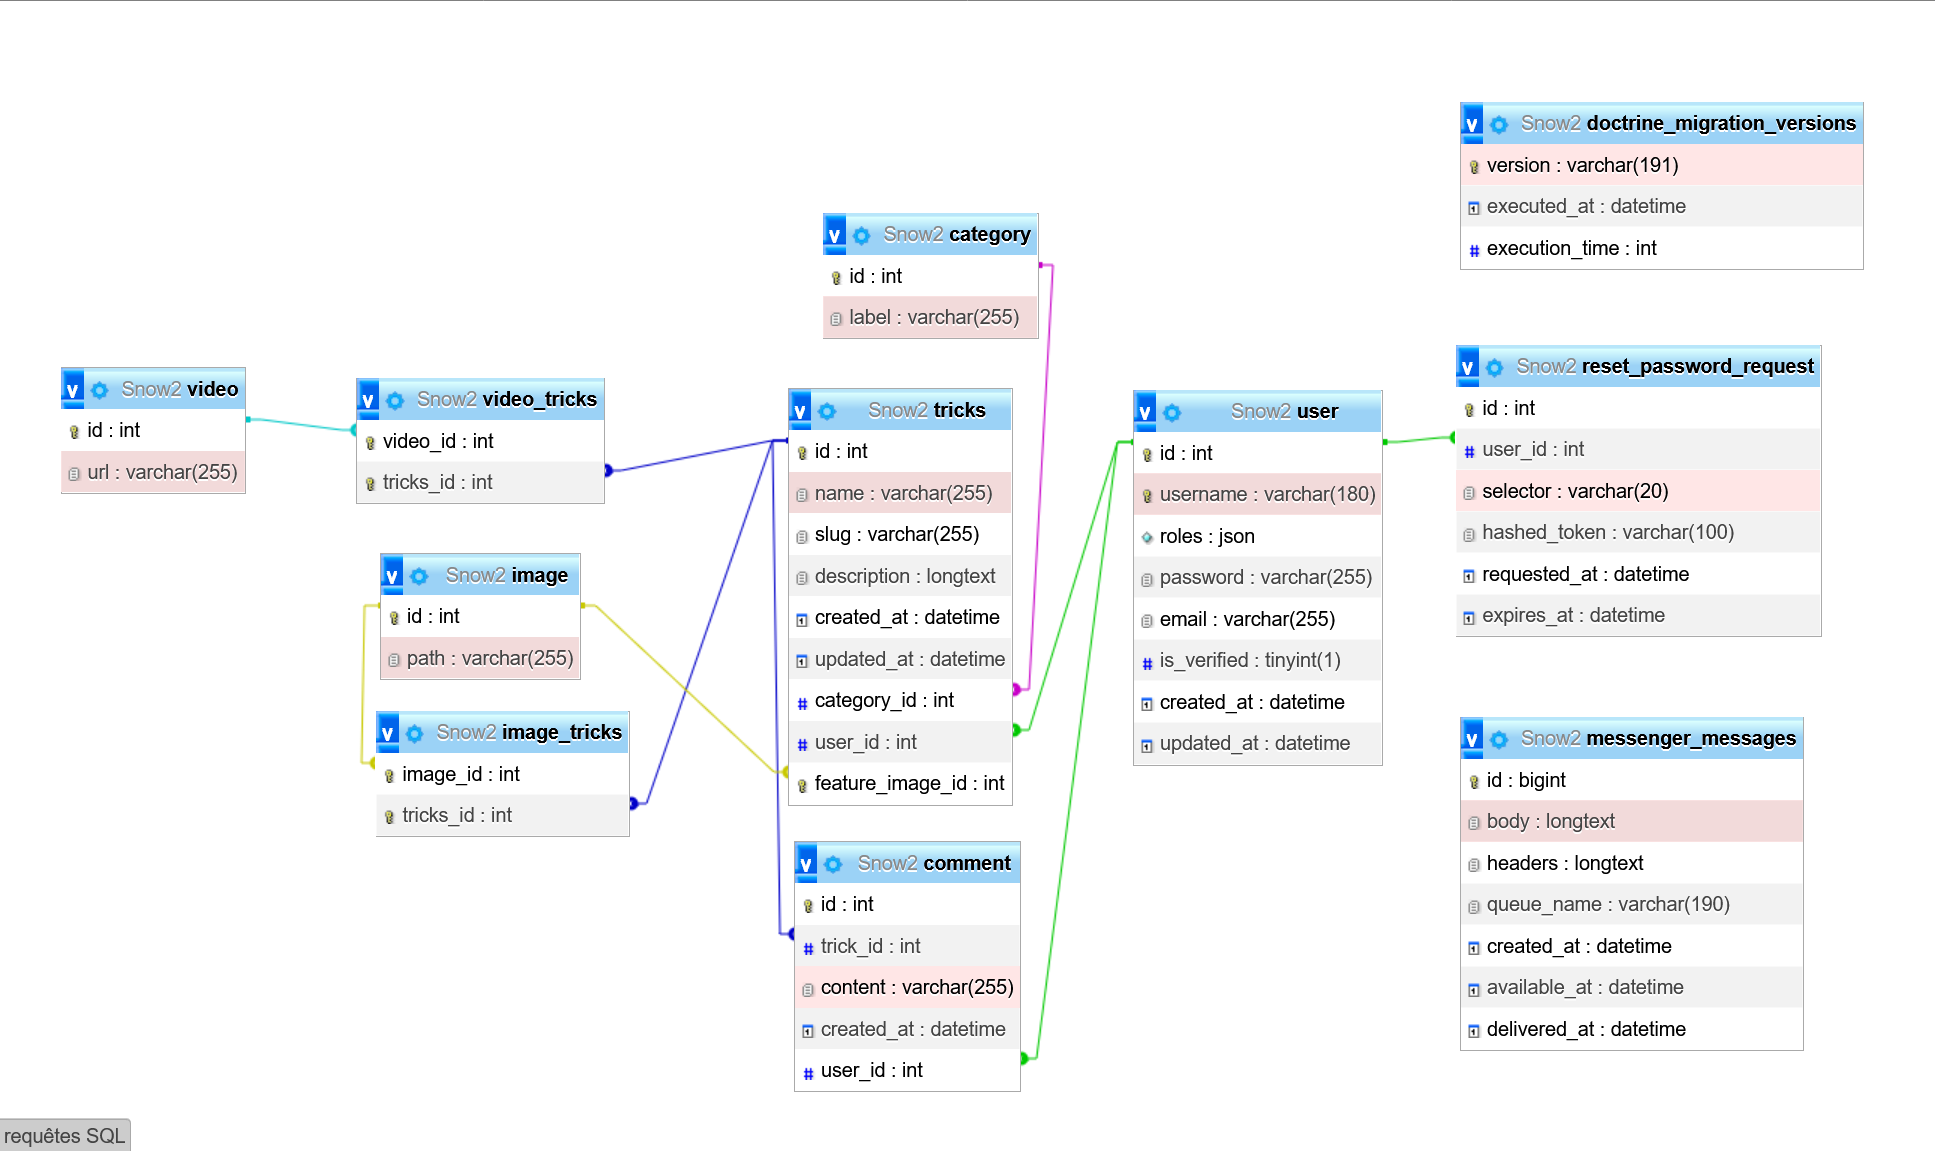 Snow2 doctrine_migration_versions
version : varchar(191)
executed_at : datetime
execution_time : int
Snow2 category
id : int
label : varchar(255)
Snow2 video
id : int
url : varchar(255)
Snow2 video_tricks
video_id : int
tricks_id : int
Snow2 image
id : int
path : varchar(255)
Snow2 image_tricks
image_id : int
tricks_id : int
Snow2 tricks
id : int
name : varchar(255)
slug : varchar(255)
description : longtext
created_at : datetime
updated_at : datetime
category_id : int
user_id : int
feature_image_id : int
Snow2 comment
id : int
trick_id : int
content : varchar(255)
created_at : datetime
user_id : int
Snow2 user
id : int
username : varchar(180)
roles : json
password : varchar(255)
email : varchar(255)
is_verified : tinyint(1)
created_at : datetime
updated_at : datetime
Snow2 reset_password_request
id : int
user_id : int
selector : varchar(20)
hashed_token : varchar(100)
requested_at : datetime
expires_at : datetime
Snow2 messenger_messages
id : bigint
body : longtext
headers : longtext
queue_name : varchar(190)
created_at : datetime
available_at : datetime
delivered_at : datetime
requêtes SQL